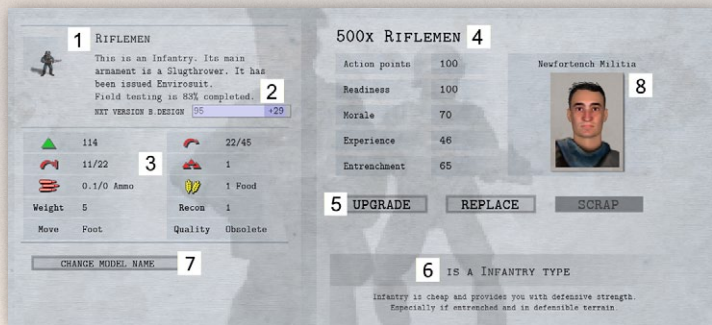 1 RIFLEMEN
This is an Infantry. Its main
armament is a Slugthrower. It has
been issued Envirosuit.
Field testing is 83% completed. 2
NXT VERSION B.DESIGN 95 +29
114 22/45
11/22 3 1
0.1/0 Ammo 1 Food
Weight 5 Recon 1
Move Foot Quality Obsolete
CHANGE MODEL NAME 7
500x RIFLEMEN 4
Action points 100
Readiness 100
Morale 70
Experience 46
Entrenchment 65
Newfortench Militia
8
5 UPGRADE REPLACE SCRAP
6 IS A INFANTRY TYPE
Infantry is cheap and provides you with defensive strength.
Especially if entrenched and in defensible terrain.